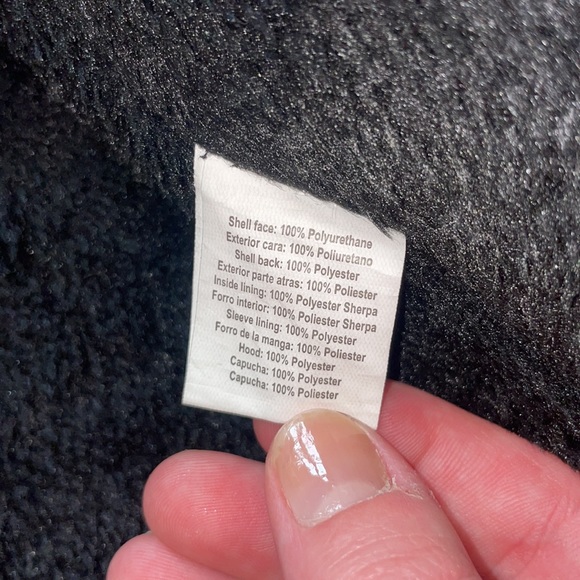 Shell face: 100% Polyurethane
Exterior cara: 100% Poliuretano
Shell back: 100% Polyester
Exterior parte atras: 100% Poliester
Inside lining: 100% Polyester Sherpa
Forro interior: 100% Poliester Sherpa
Sleeve lining: 100% Polyester
Forro de la manga: 100% Poliester
Hood: 100% Polyester
Capucha: 100% Polyester
Capucha: 100% Poliester